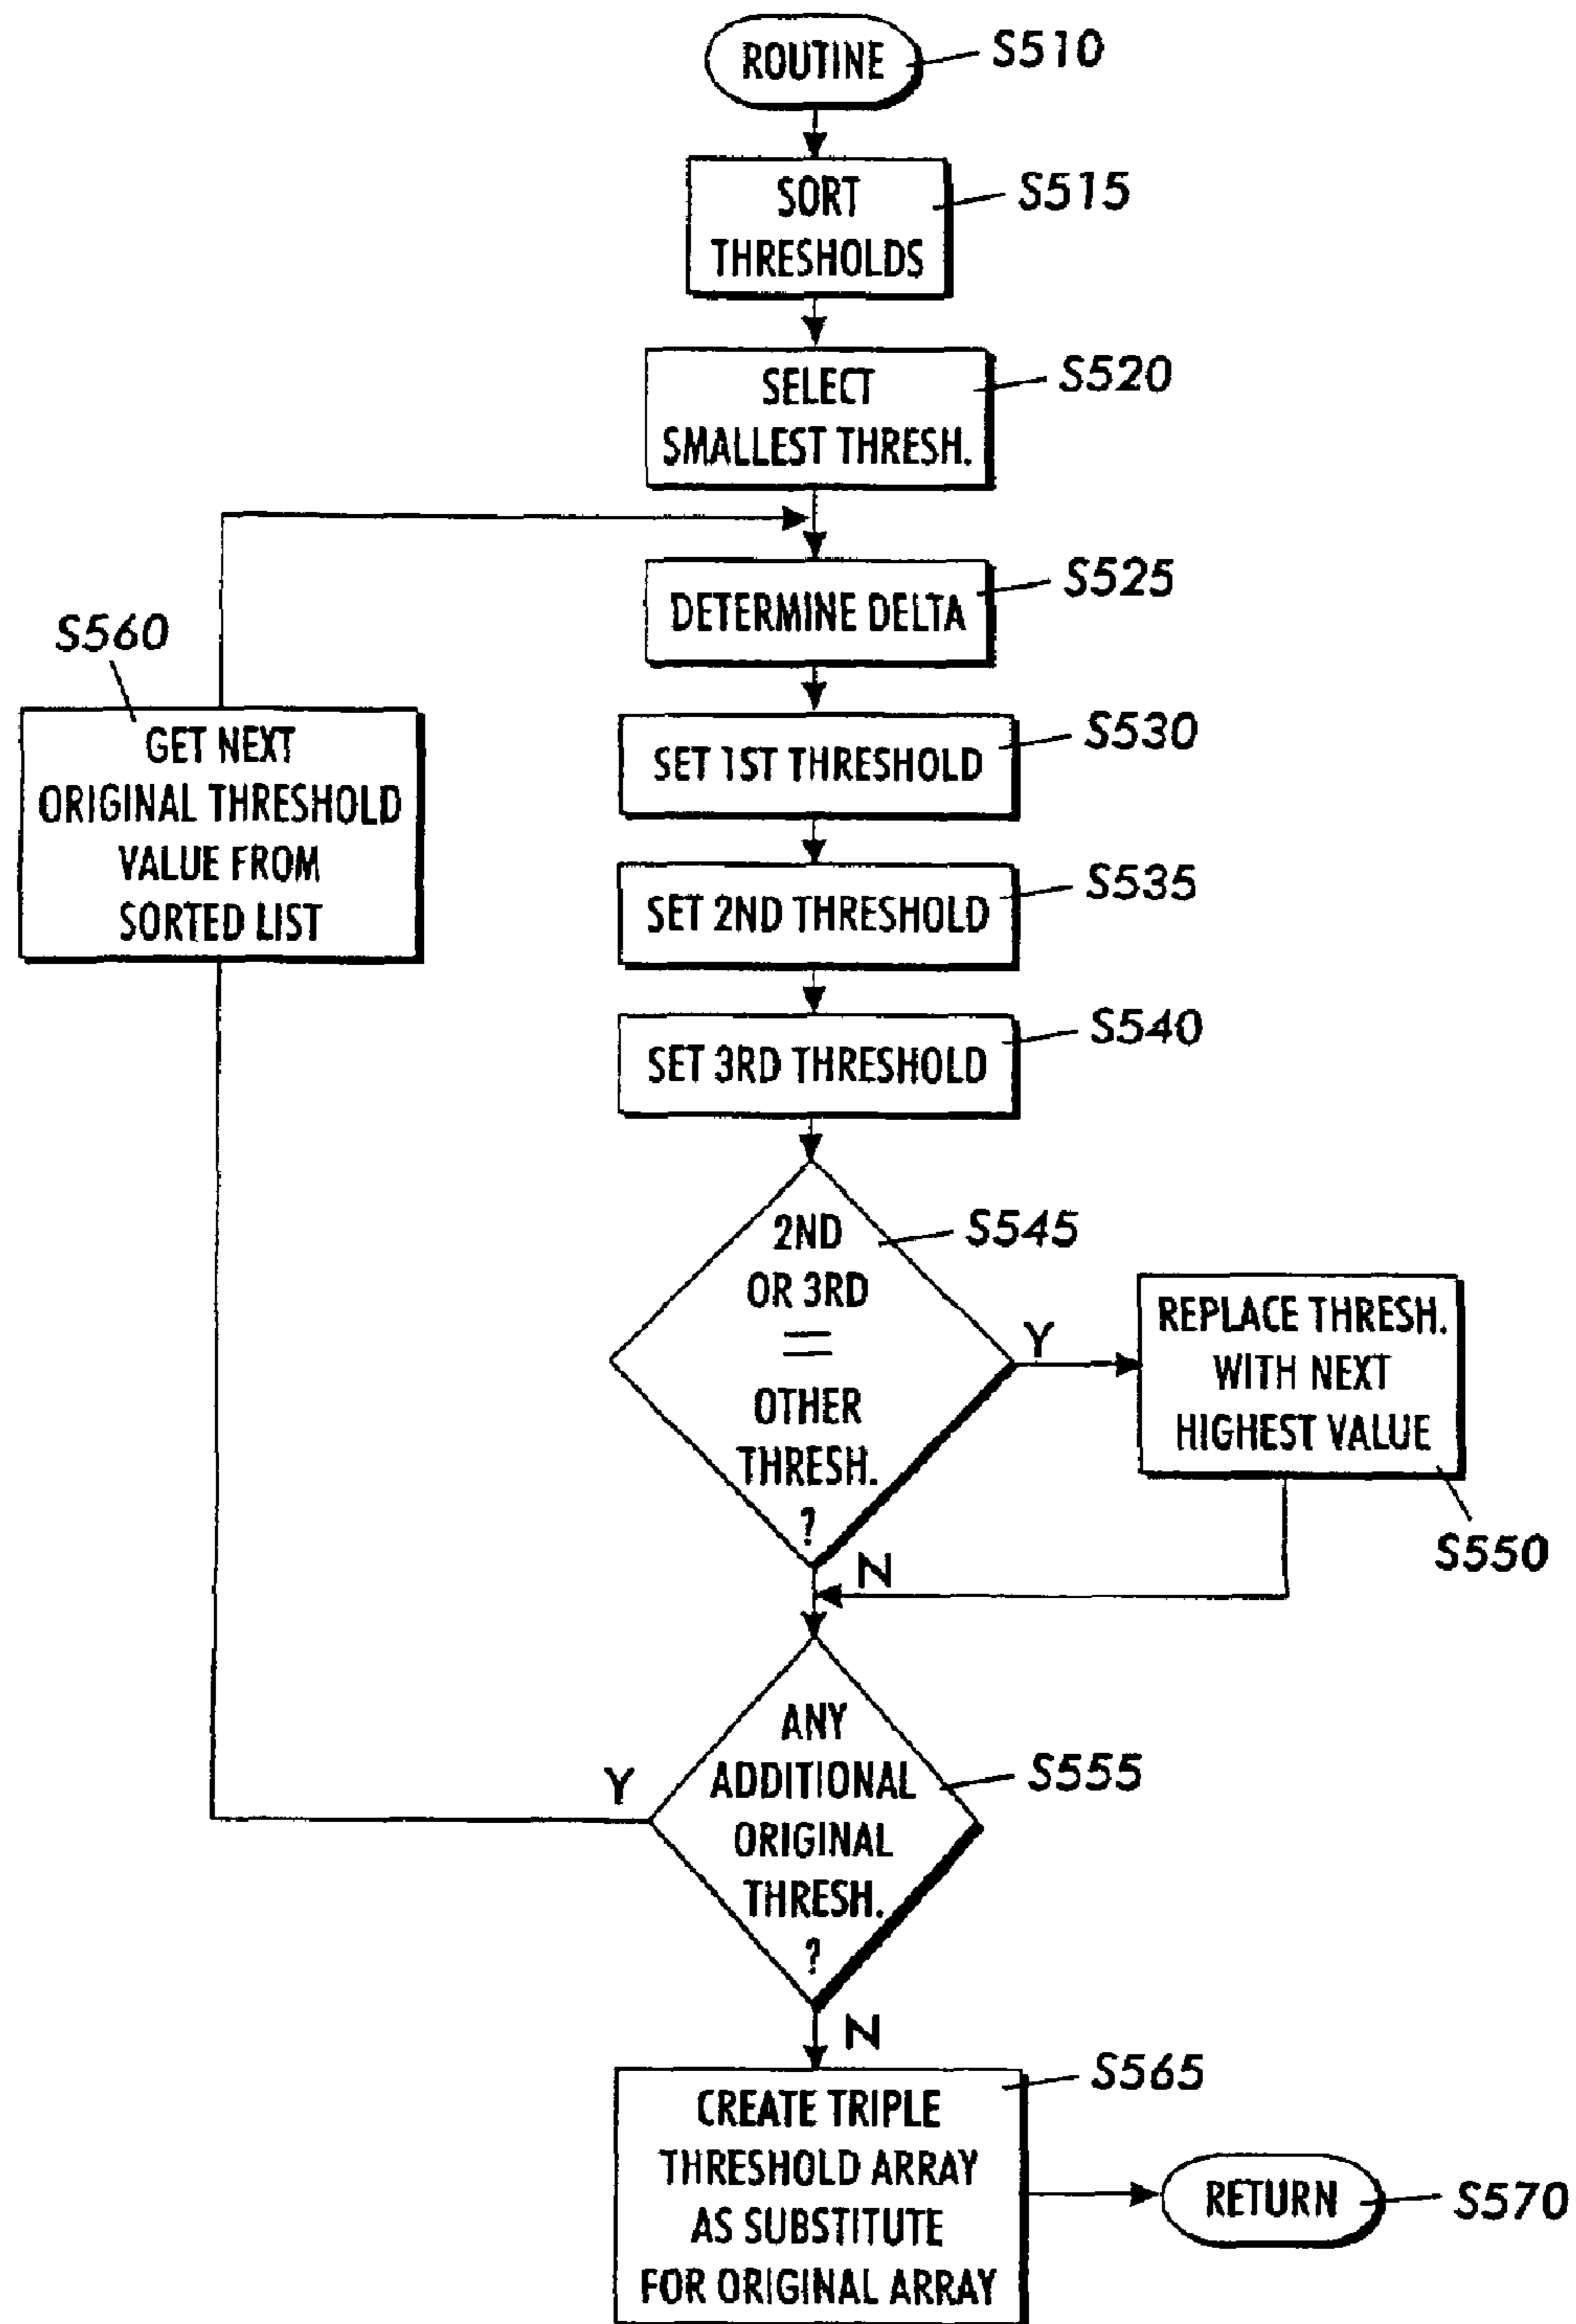 ROUTINE
S510
SORT
THRESHOLDS
S515
SELECT
SMALLEST THRESH.
S520
DETERMINE DELTA
S525
S560
GET NEXT
ORIGINAL THRESHOLD
VALUE FROM
SORTED LIST
SET 1ST THRESHOLD
S530
SET 2ND THRESHOLD
S535
SET 3RD THRESHOLD
S540
2ND
OR 3RD
=
OTHER
THRESH.
?
S545
Y
REPLACE THRESH.
WITH NEXT
HIGHEST VALUE
S550
N
ANY
ADDITIONAL
ORIGINAL
THRESH.
?
S555
Y
N
CREATE TRIPLE
THRESHOLD ARRAY
AS SUBSTITUTE
FOR ORIGINAL ARRAY
S565
RETURN
S570